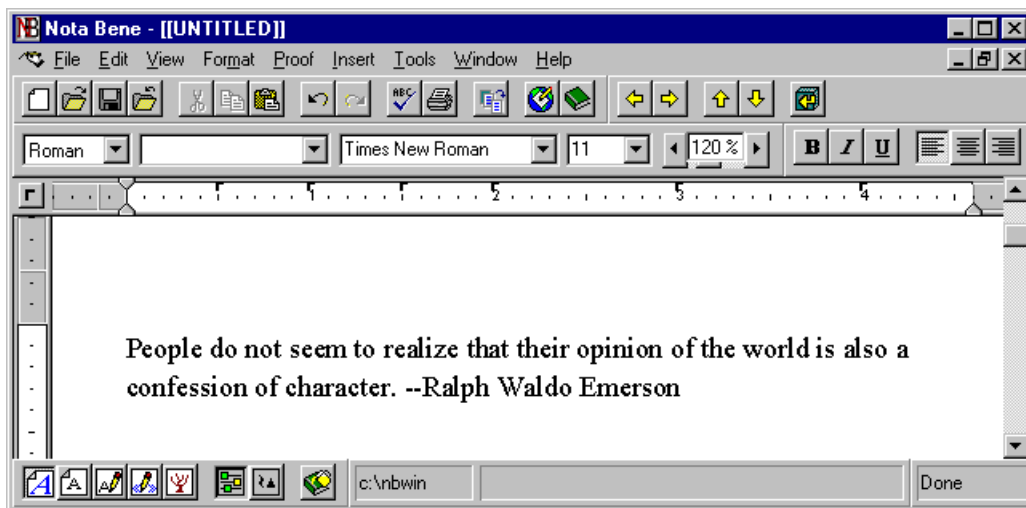 NB Nota Bene - [[UNTITLED]]
File Edit View Format Proof Insert Tools Window Help
ABC
Roman Times New Roman 11 120 % B I U
1 2 3 4
People do not seem to realize that their opinion of the world is also a
confession of character. --Ralph Waldo Emerson
A A A c:\nbwin Done